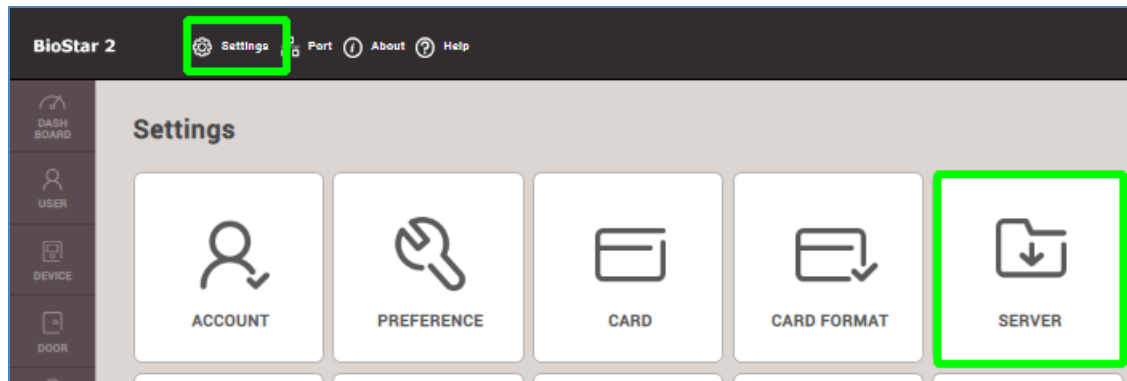 BioStar 2
Settings Port About Help
DASH
BOARD
Settings
USER
DEVICE
DOOR
ACCOUNT PREFERENCE CARD CARD FORMAT SERVER